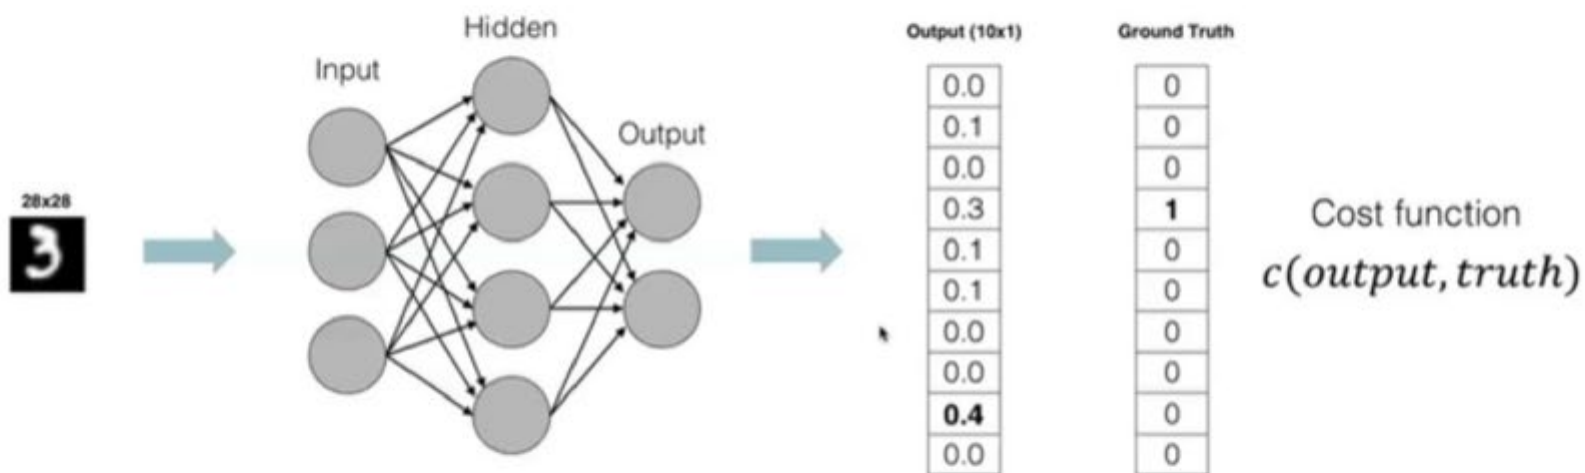 28x28
3
Input
Hidden
Output
Output (10x1)
0.0
0.1
0.0
0.3
0.1
0.1
0.0
0.0
0.4
0.0
Ground Truth
0
0
0
1
0
0
0
0
0
0
Cost function
c(output, truth)